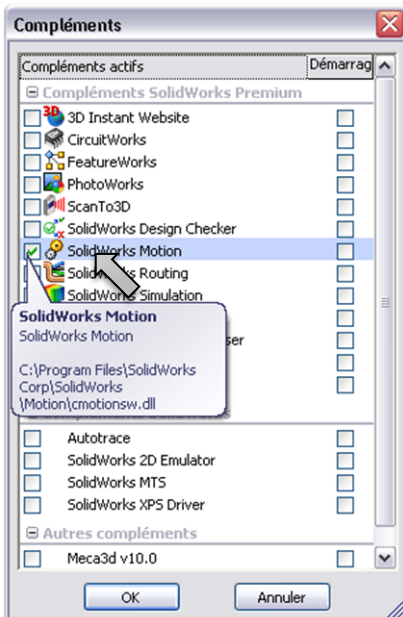 Compléments
Compléments actifs Démarrag
Compléments SolidWorks Premium
3D Instant Website
CircuitWorks
FeatureWorks
PhotoWorks
ScanTo3D
SolidWorks Design Checker
SolidWorks Motion
SolidWorks Routing
SolidWorks Simulation
SolidWorks Motion
SolidWorks Motion
ser
C:\Program Files\SolidWorks
Corp\SolidWorks
\Motion\cmotionsw.dll
Autotrace
SolidWorks 2D Emulator
SolidWorks MTS
SolidWorks XPS Driver
Autres compléments
Meca3d v10.0
OK Annuler